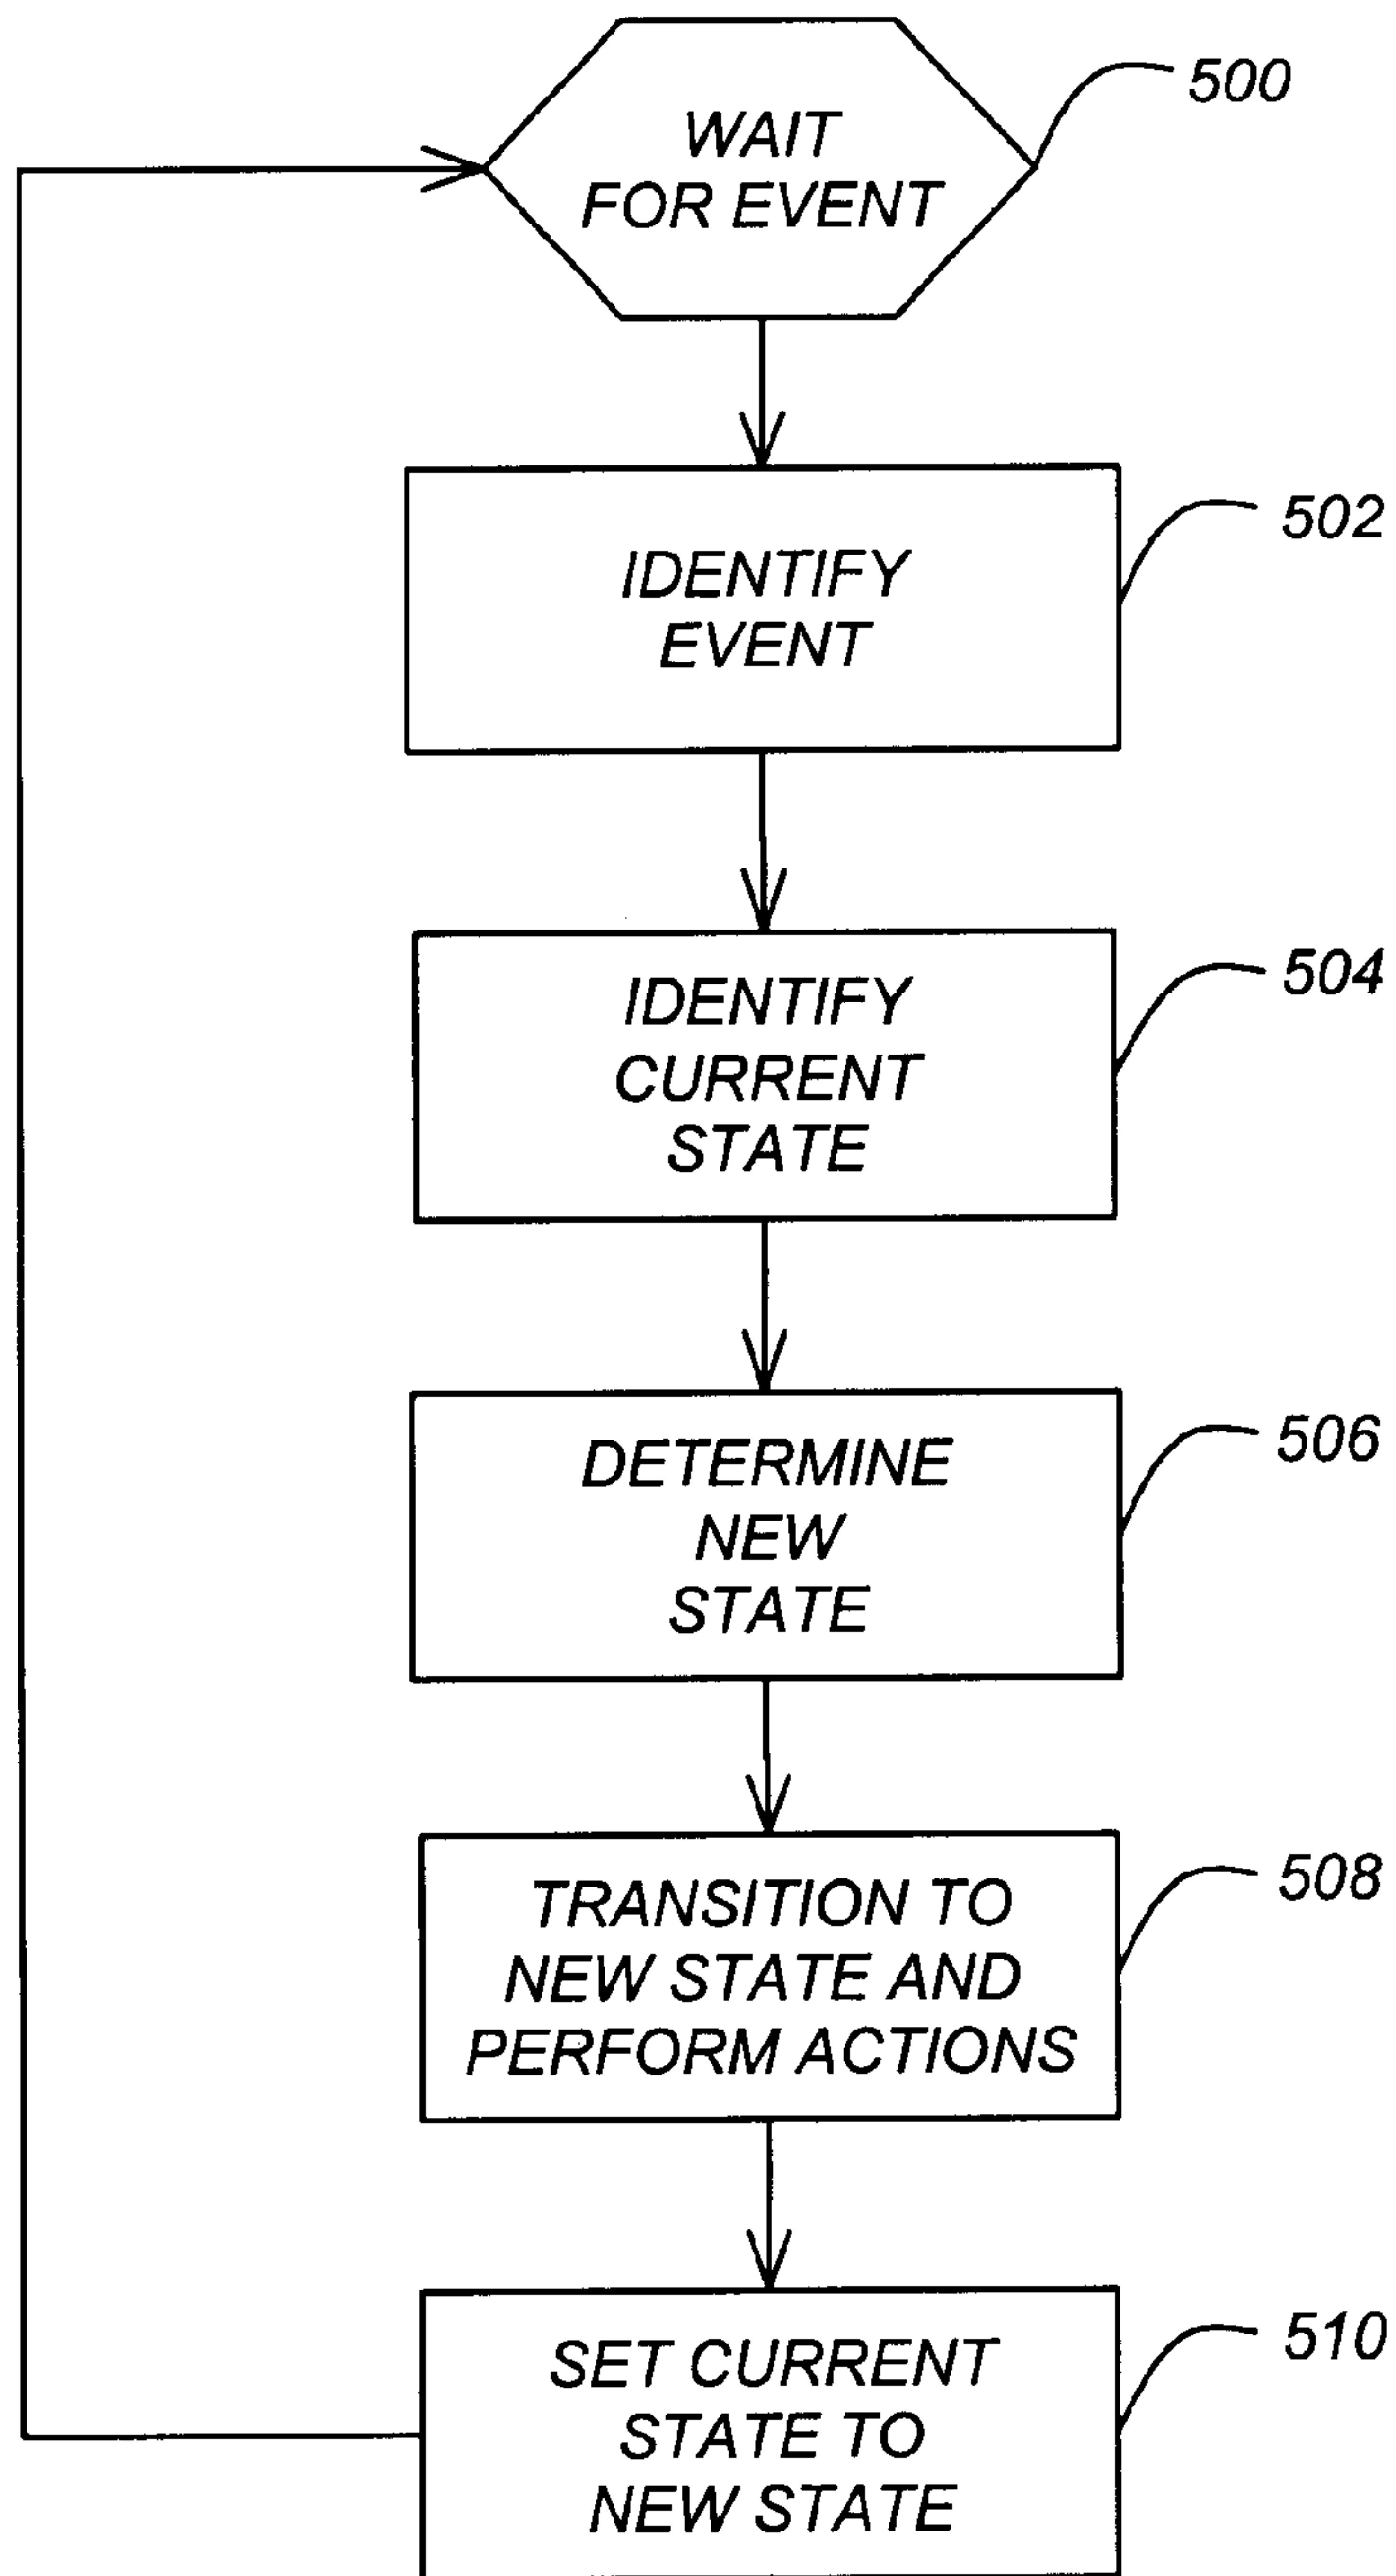 WAIT
FOR EVENT
500
IDENTIFY
EVENT
502
IDENTIFY
CURRENT
STATE
504
DETERMINE
NEW
STATE
506
TRANSITION TO
NEW STATE AND
PERFORM ACTIONS
508
SET CURRENT
STATE TO
NEW STATE
510